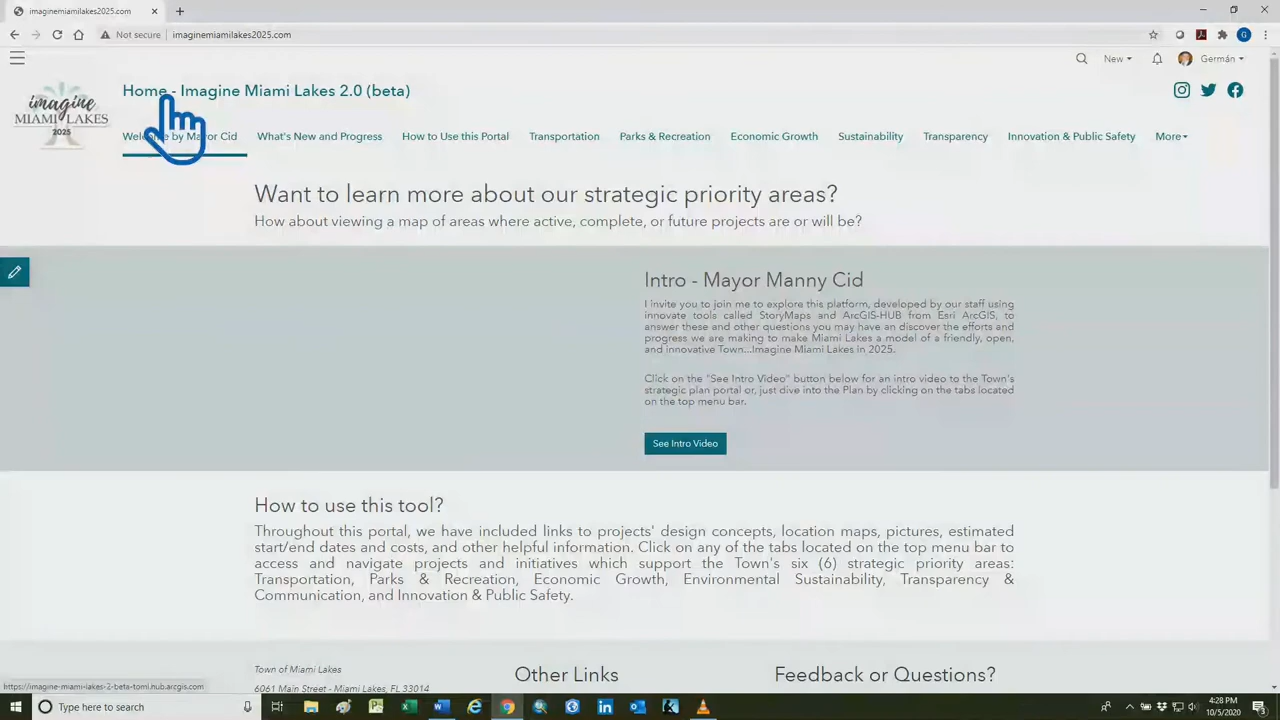 imaginemiamilakes2025.com
Not secure
imaginemiamilakes2025.com
G
New
Germán
imagine
MIAMI LAKES
2025
Home - Imagine Miami Lakes 2.0 (beta)
Welcome by Mayor Cid
What's New and Progress
How to Use this Portal
Transportation
Parks & Recreation
Economic Growth
Sustainability
Transparency
Innovation & Public Safety
More
Want to learn more about our strategic priority areas?
How about viewing a map of areas where active, complete, or future projects are or will be?
Intro - Mayor Manny Cid
I invite you to join me to explore this platform, developed by our staff using
innovate tools called StoryMaps and ArcGIS-HUB from Esri ArcGIS, to
answer these and other questions you may have an discover the efforts and
progress we are making to make Miami Lakes a model of a friendly, open,
and innovative Town...Imagine Miami Lakes in 2025.
Click on the "See Intro Video" button below for an intro video to the Town's
strategic plan portal or, just dive into the Plan by clicking on the tabs located
on the top menu bar.
See Intro Video
How to use this tool?
Throughout this portal, we have included links to projects' design concepts, location maps, pictures, estimated
start/end dates and costs, and other helpful information. Click on any of the tabs located on the top menu bar to
access and navigate projects and initiatives which support the Town's six (6) strategic priority areas:
Transportation, Parks & Recreation, Economic Growth, Environmental Sustainability, Transparency &
Communication, and Innovation & Public Safety.
Town of Miami Lakes
6061 Main Street - Miami Lakes, FL 33014
Other Links
Feedback or Questions?
https://imagine-miami-lakes-2-beta-toml.hub.arcgis.com
Type here to search
4:28 PM
10/5/2020